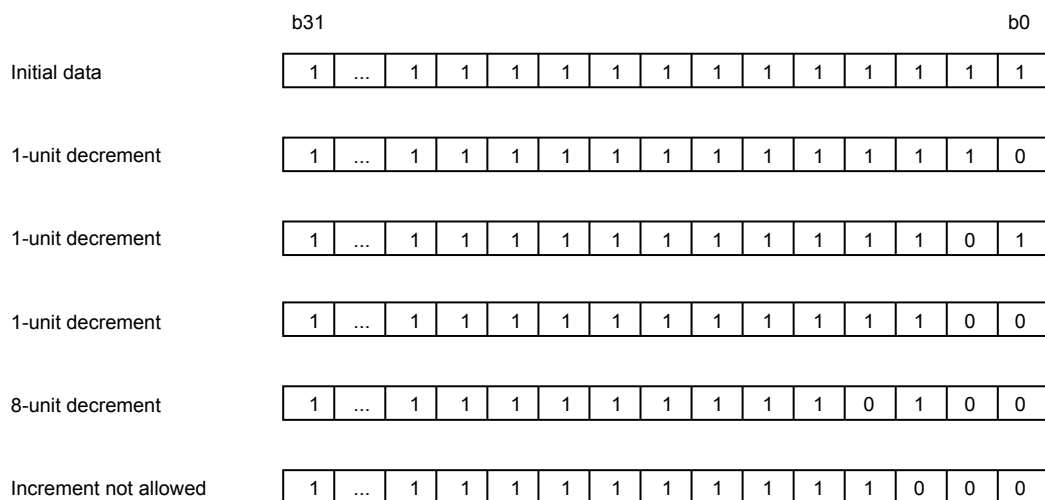 b31 b0
Initial data 1 ... 1 1 1 1 1 1 1 1 1 1 1 1 1
1-unit decrement 1 ... 1 1 1 1 1 1 1 1 1 1 1 1 0
1-unit decrement 1 ... 1 1 1 1 1 1 1 1 1 1 1 0 1
1-unit decrement 1 ... 1 1 1 1 1 1 1 1 1 1 1 0 0
8-unit decrement 1 ... 1 1 1 1 1 1 1 1 1 0 1 0 0
Increment not allowed 1 ... 1 1 1 1 1 1 1 1 1 1 0 0 0